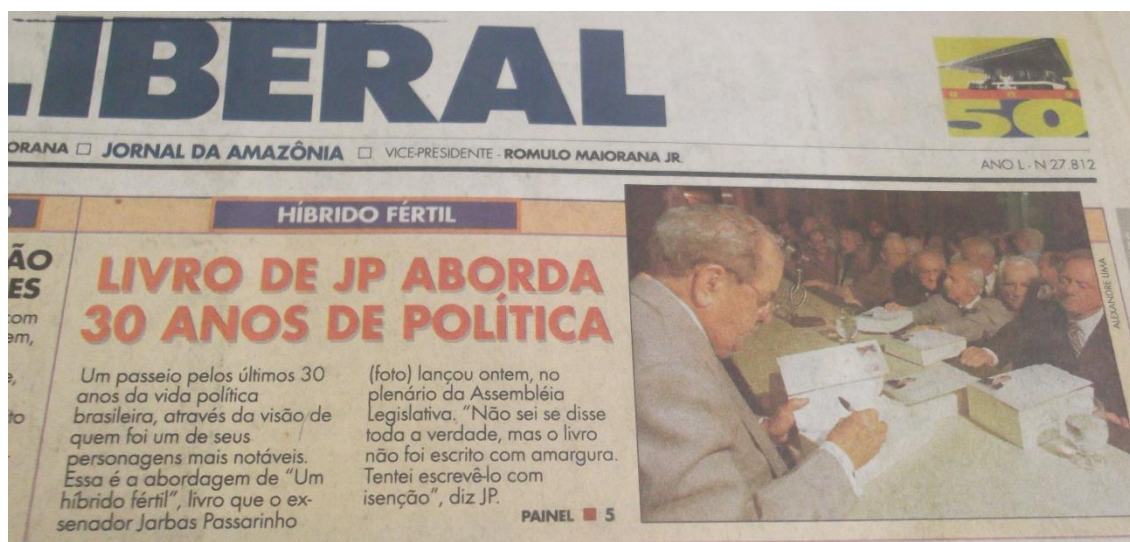 LIBERAL
ORANA □ JORNAL DA AMAZÔNIA □ VICE-PRESIDENTE - ROMULO MAIORANA JR.
ANOS
50
ANO L - N 27.812
HÍBRIDO FÉRTIL
LIVRO DE JP ABORDA
30 ANOS DE POLÍTICA
Um passeio pelos últimos 30
anos da vida política
brasileira, através da visão de
quem foi um de seus
personagens mais notáveis.
Essa é a abordagem de “Um
híbrido fértil”, livro que o ex-
senador Jarbas Passarinho
(foto) lançou ontem, no
plenário da Assembléia
Legislativa. “Não sei se disse
toda a verdade, mas o livro
não foi escrito com amargura.
Tentei escrevê-lo com
isenção”, diz JP.
PAINEL ■ 5
ALEXANDRE LIMA
ÃO
ES
com
em,